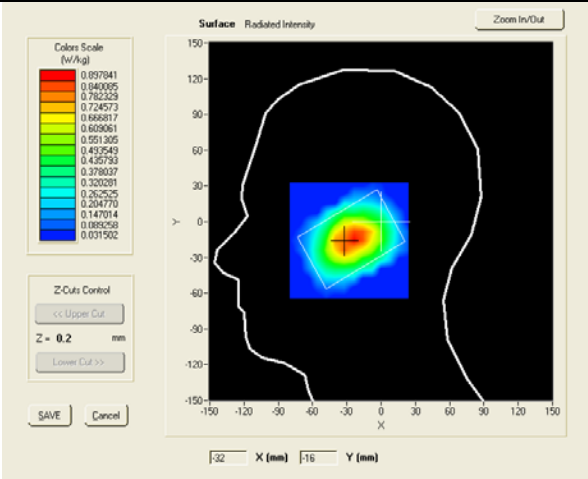 Surface Radiated Intensity
Zoom In/Out
Colors Scale
(W/kg)
0.897841
0.840085
0.782329
0.724573
0.666817
0.609061
0.551305
0.493549
0.435793
0.378037
0.320281
0.262525
0.204770
0.147014
0.089258
0.031502
Z-Cuts Control
<< Upper Cut
Z = 0.2 mm
Lower Cut >>
SAVE Cancel
150
120
90
60
30
0
-30
-60
-90
-120
-150
Y
-150 -120 -90 -60 -30 0 30 60 90 120 150
X
-32 X (mm) -16 Y (mm)